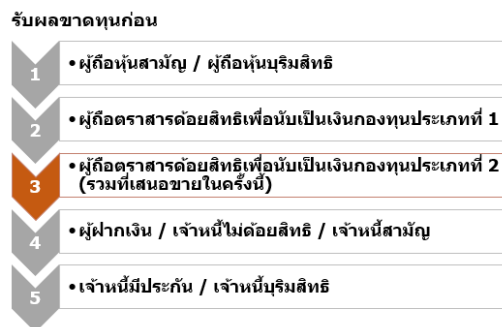 รับผลขาดทุนก่อน
1
•ผู้ถือหุ้นสามัญ / ผู้ถือหุ้นบุริมสิทธิ
2
•ผู้ถือตราสารด้อยสิทธิเพื่อนับเป็นเงินกองทุนประเภทที่ 1
3
•ผู้ถือตราสารด้อยสิทธิเพื่อนับเป็นเงินกองทุนประเภทที่ 2
(รวมที่เสนอขายในครั้งนี้)
4
•ผู้ฝากเงิน / เจ้าหนี้ไม่ด้อยสิทธิ / เจ้าหนี้สามัญ
5
•เจ้าหนี้มีประกัน / เจ้าหนี้บุริมสิทธิ